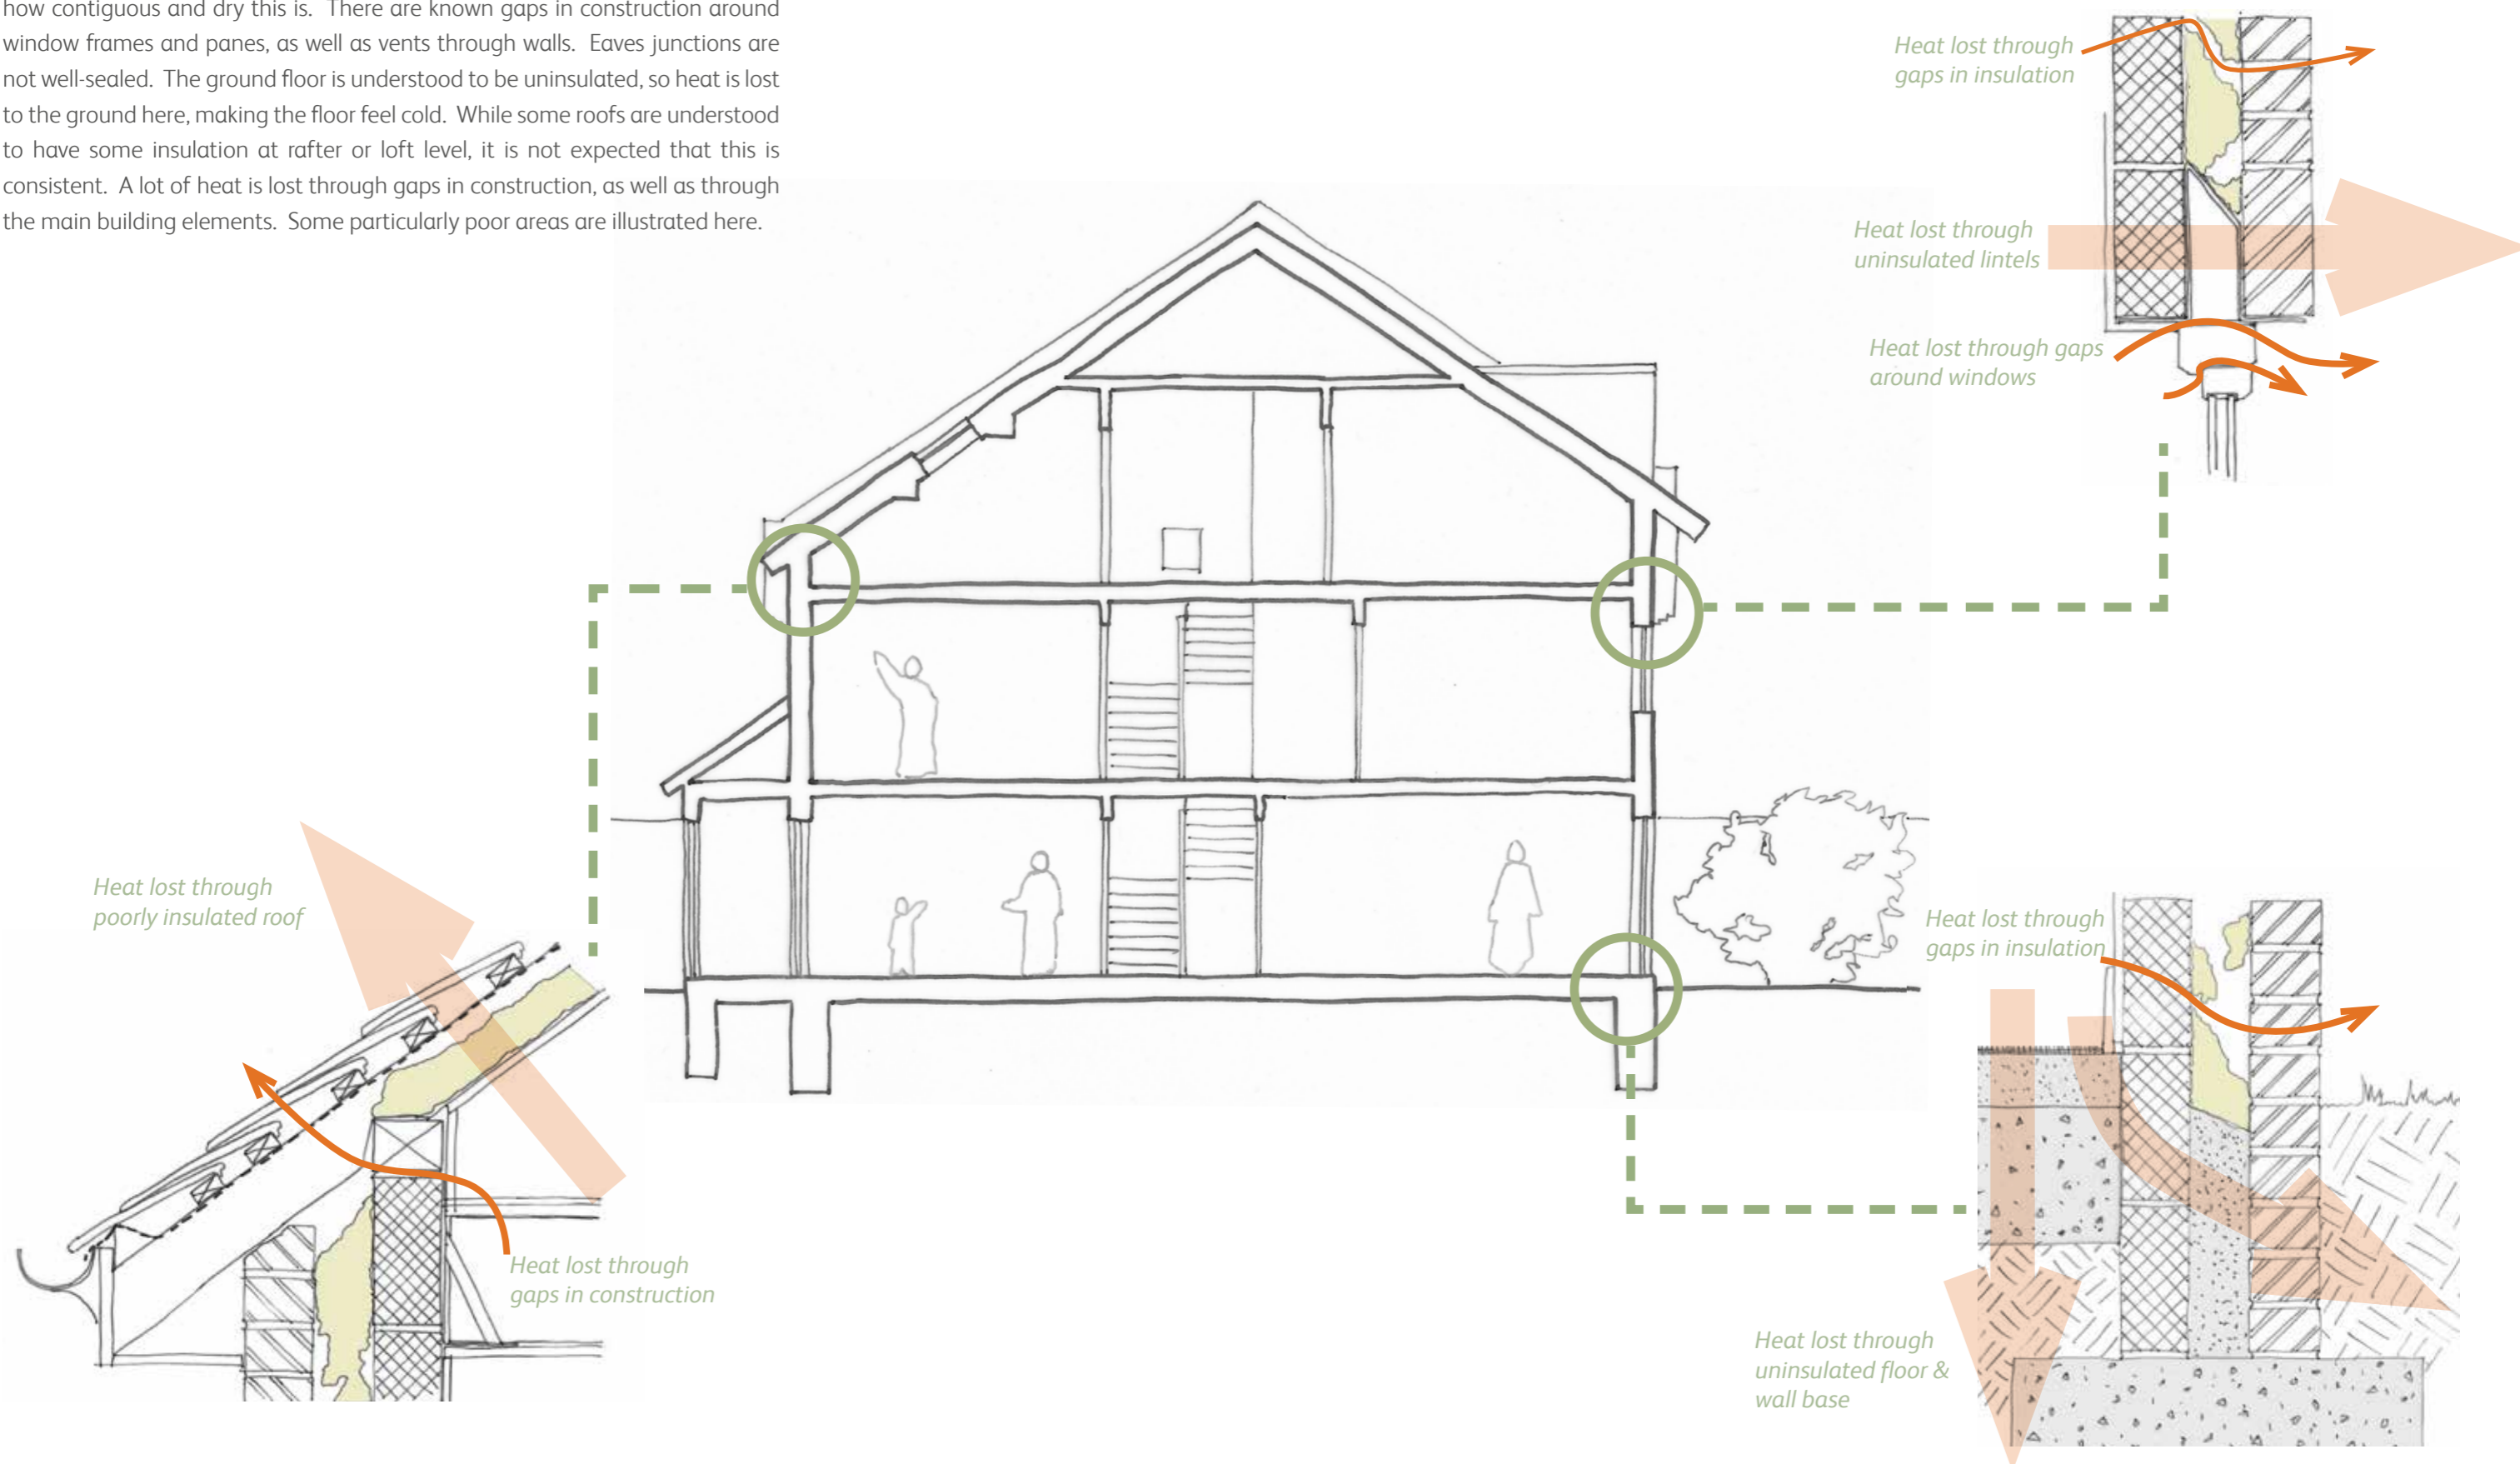 how contiguous and dry this is. There are known gaps in construction around
window frames and panes, as well as vents through walls. Eaves junctions are
not well-sealed. The ground floor is understood to be uninsulated, so heat is lost
to the ground here, making the floor feel cold. While some roofs are understood
to have some insulation at rafter or loft level, it is not expected that this is
consistent. A lot of heat is lost through gaps in construction, as well as through
the main building elements. Some particularly poor areas are illustrated here.
Heat lost through
gaps in insulation
Heat lost through
uninsulated lintels
Heat lost through gaps
around windows
Heat lost through
poorly insulated roof
Heat lost through
gaps in construction
Heat lost through
gaps in insulation
Heat lost through
uninsulated floor &
wall base